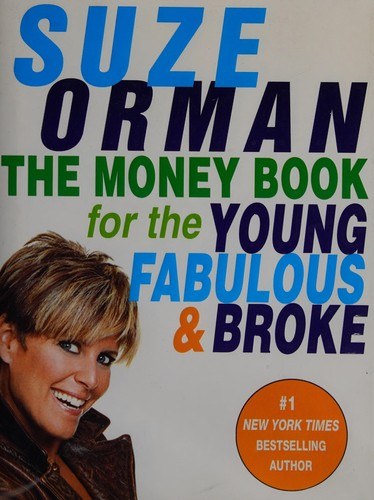 SUZE
ORMAN
THE MONEY BOOK
for the YOUNG
FABULOUS
& BROKE
#1
NEW YORK TIMES
BESTSELLING
AUTHOR